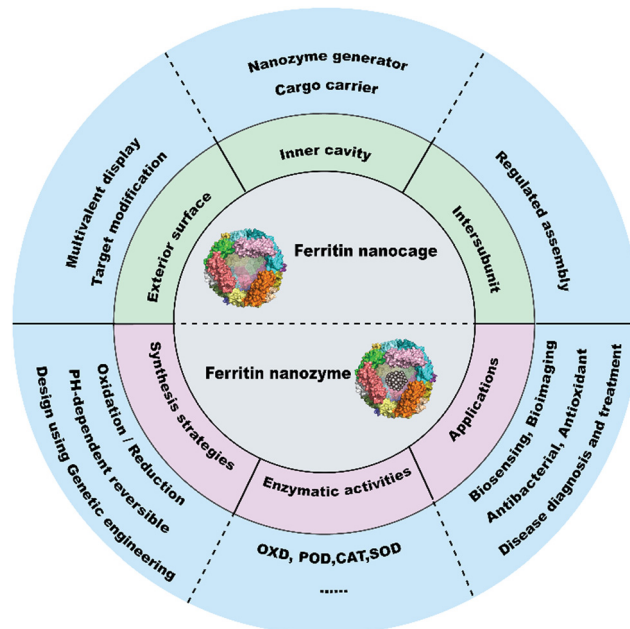 Nanozyme generator
Cargo carrier
Inner cavity
Multivalent display
Target modification
Exterior surface
Regulated assembly
Intersubunit
Ferritin nanocage
Ferritin nanozyme
Synthesis strategies
Oxidation / Reduction
PH-dependent reversible
Design using Genetic engineering
Enzymatic activities
OXD, POD,CAT,SOD
......
Applications
Biosensing, Bioimaging
Antibacterial, Antioxidant
Disease diagnosis and treatment